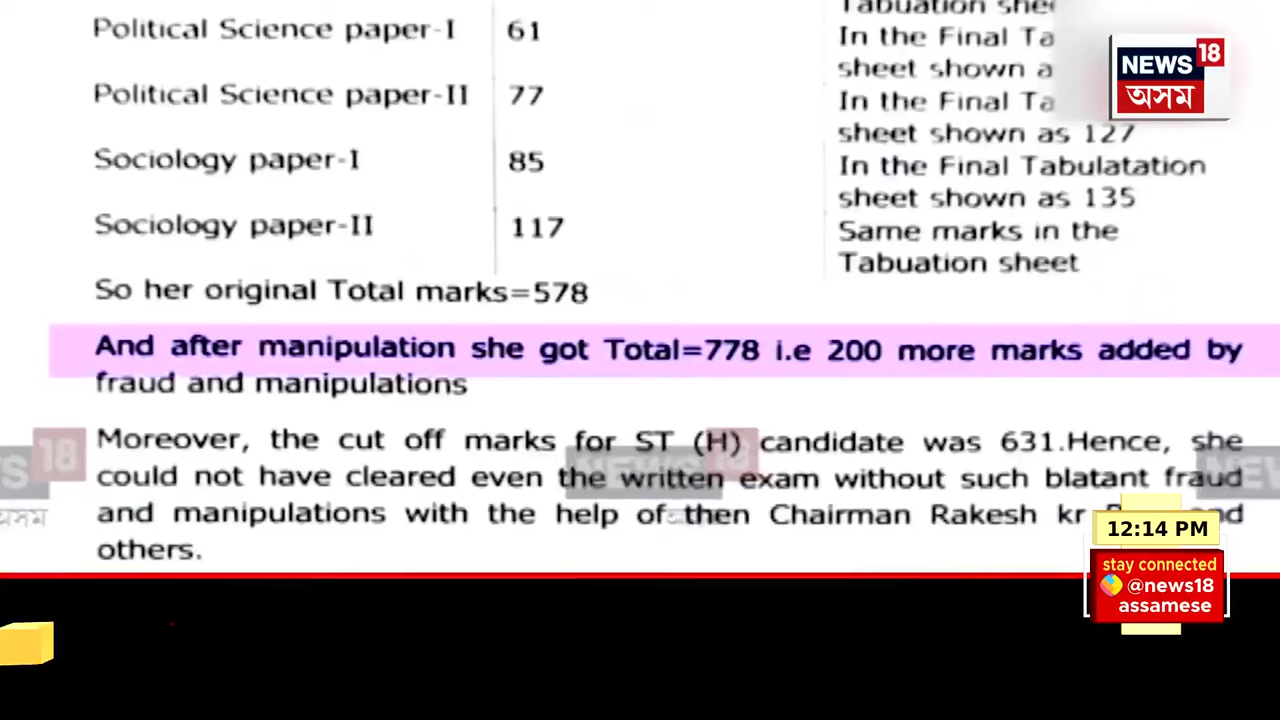 Tabuation
Political Science paper-I 61 In the Final
sheet shown
Political Science paper-II 77 In the Final
sheet shown as 127
Sociology paper-I 85 In the Final Tabulatation
sheet shown as 135
Sociology paper-II 117 Same marks in the
Tabuation sheet
So her original Total marks=578
And after manipulation she got Total=778 i.e 200 more marks added by
fraud and manipulations
Moreover, the cut off marks for ST (H) candidate was 631.Hence, she
could not have cleared even the written exam without such blatant fraud
and manipulations with the help of then Chairman Rakesh kr
others.
NEWS 18
অসম
12:14 PM
stay connected
@news18
assamese